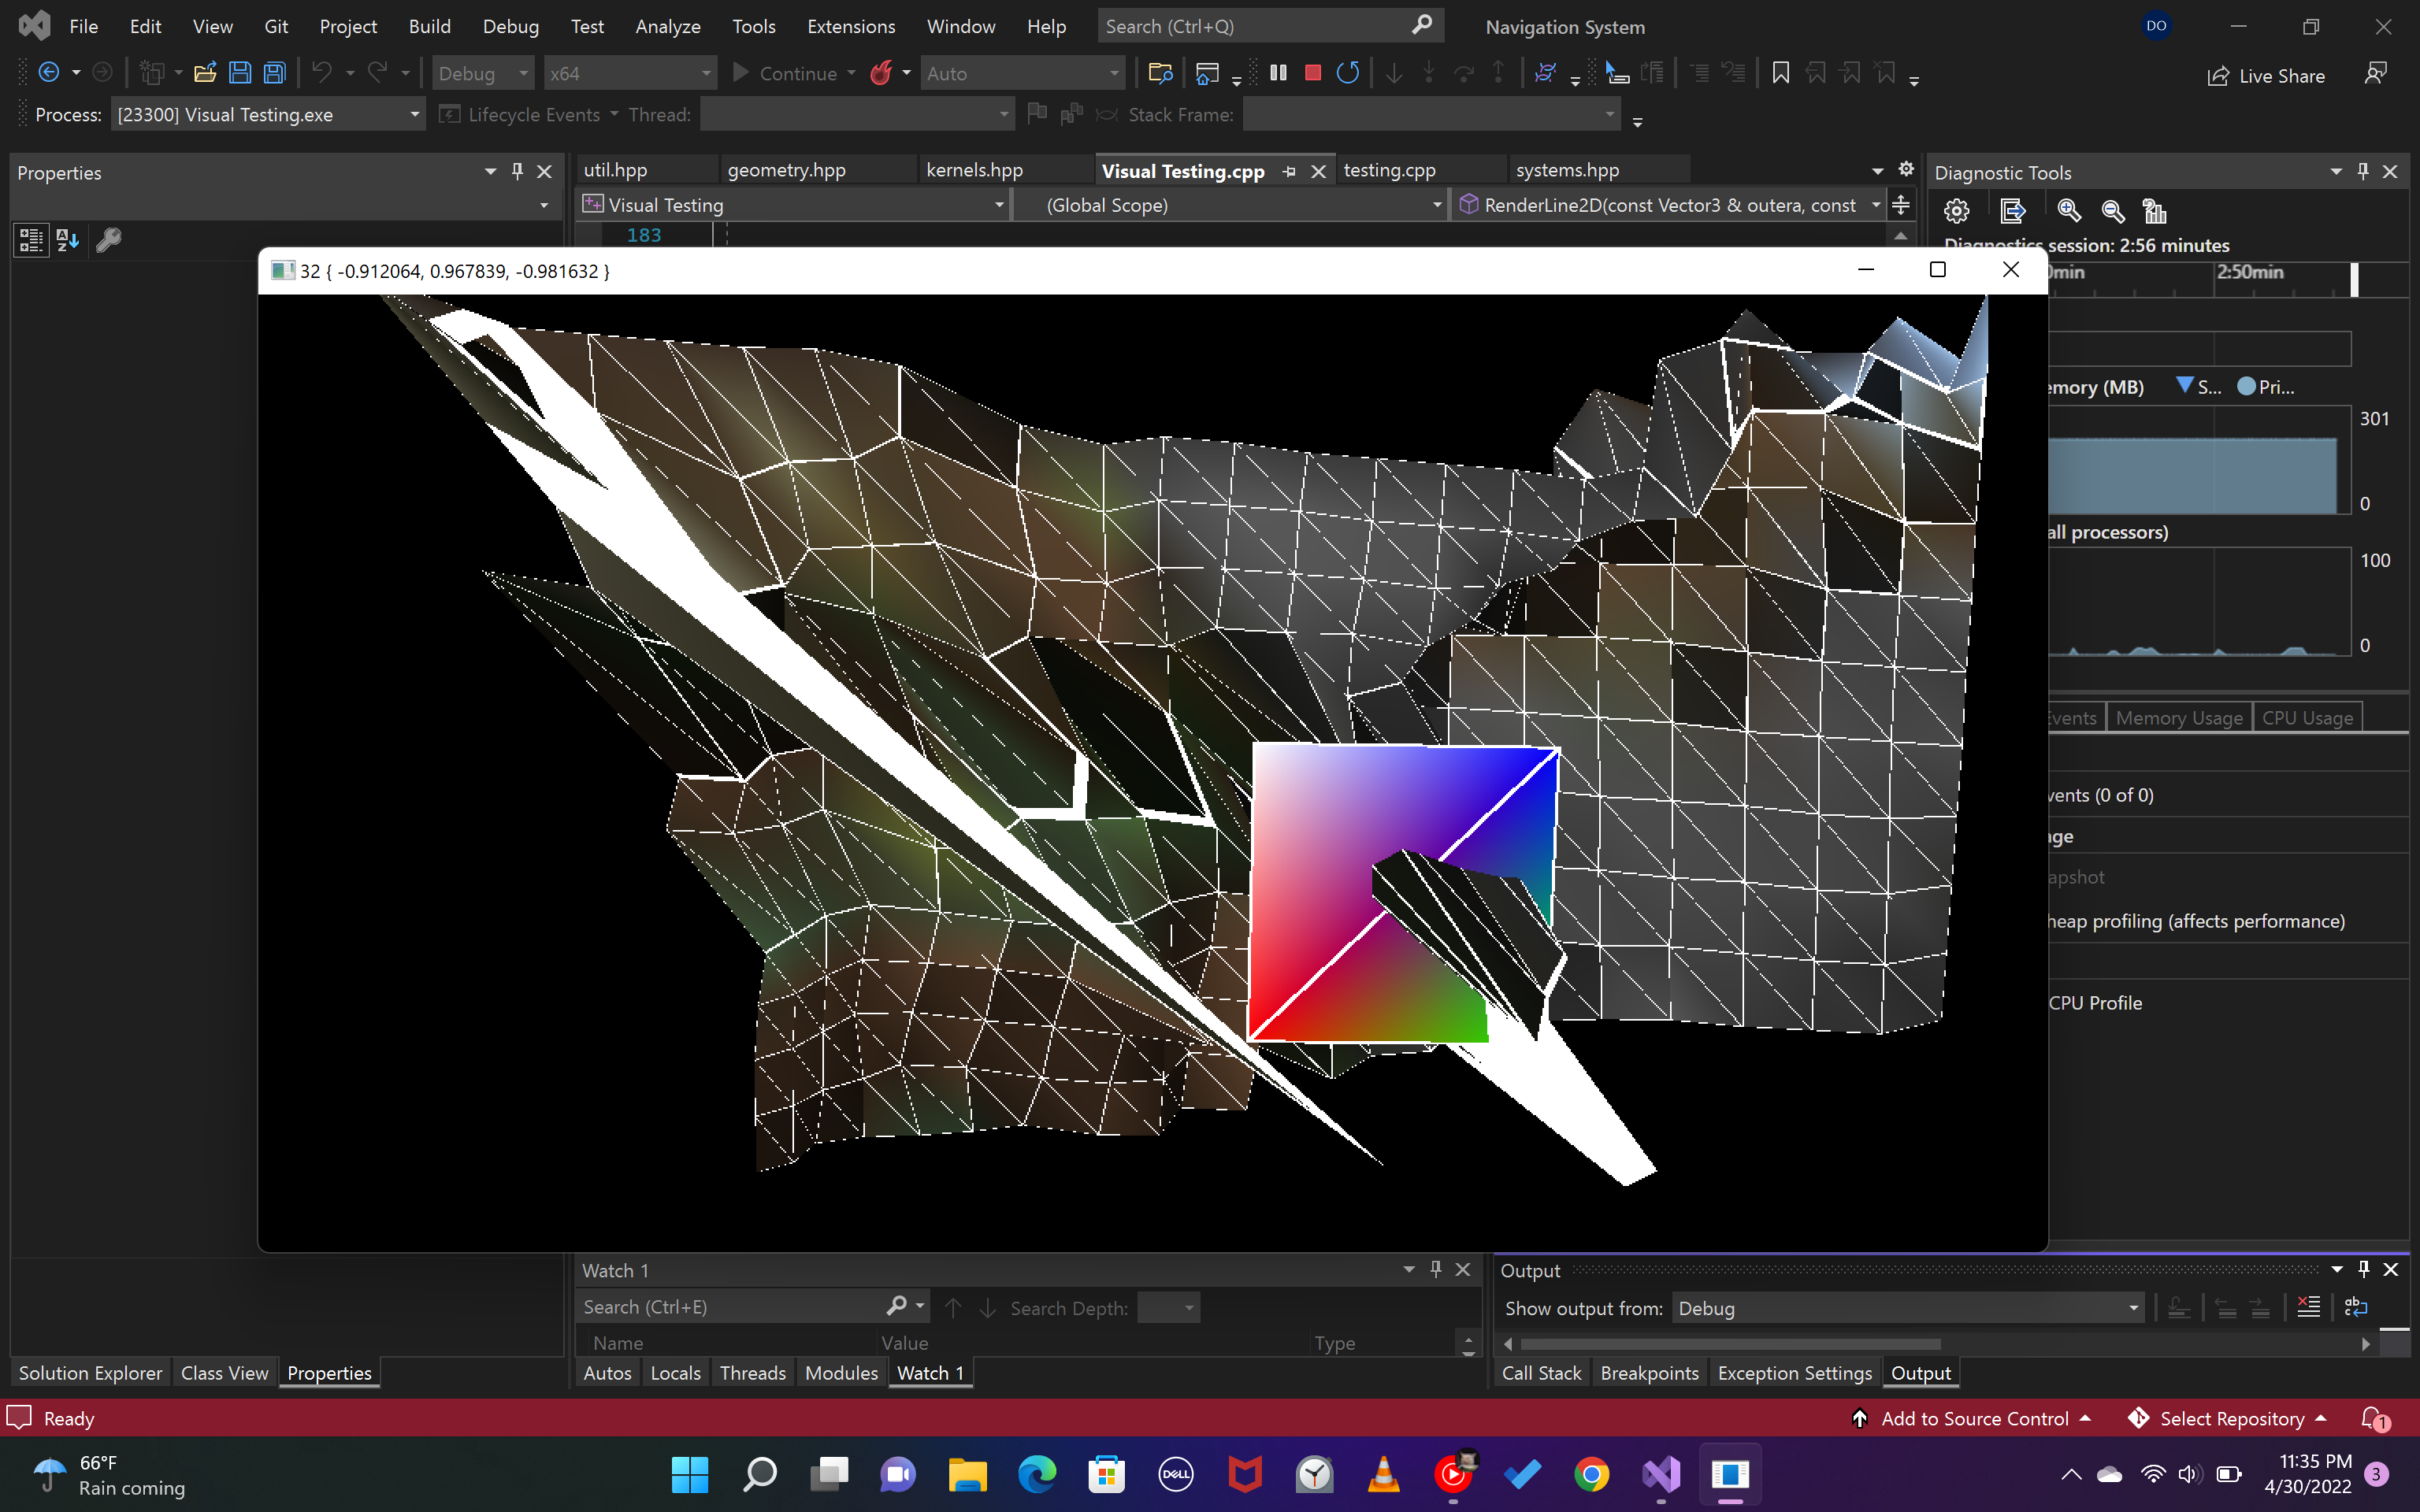 File Edit View Git Project Build Debug Test Analyze Tools Extensions Window Help Search (Ctrl+Q) Navigation System DO
Debug x64 Continue Auto Live Share
Process: [23300] Visual Testing.exe Lifecycle Events Thread: Stack Frame:
Properties
util.hpp geometry.hpp kernels.hpp Visual Testing.cpp testing.cpp systems.hpp
Diagnostic Tools
Visual Testing (Global Scope) RenderLine2D(const Vector3 & outera, const
183
Diagnostics session: 2:56 minutes
32 { -0.912064, 0.967839, -0.981632 }
0min 2:50min
emory (MB) S... Pri...
301
0
all processors)
100
0
Events Memory Usage CPU Usage
vents (0 of 0)
ge
apshot
heap profiling (affects performance)
CPU Profile
Watch 1
Search (Ctrl+E) Search Depth:
Name Value Type
Output
Show output from: Debug
Solution Explorer Class View Properties
Autos Locals Threads Modules Watch 1
Call Stack Breakpoints Exception Settings Output
Ready Add to Source Control Select Repository 1
66°F
Rain coming
DELL
11:35 PM
4/30/2022
3